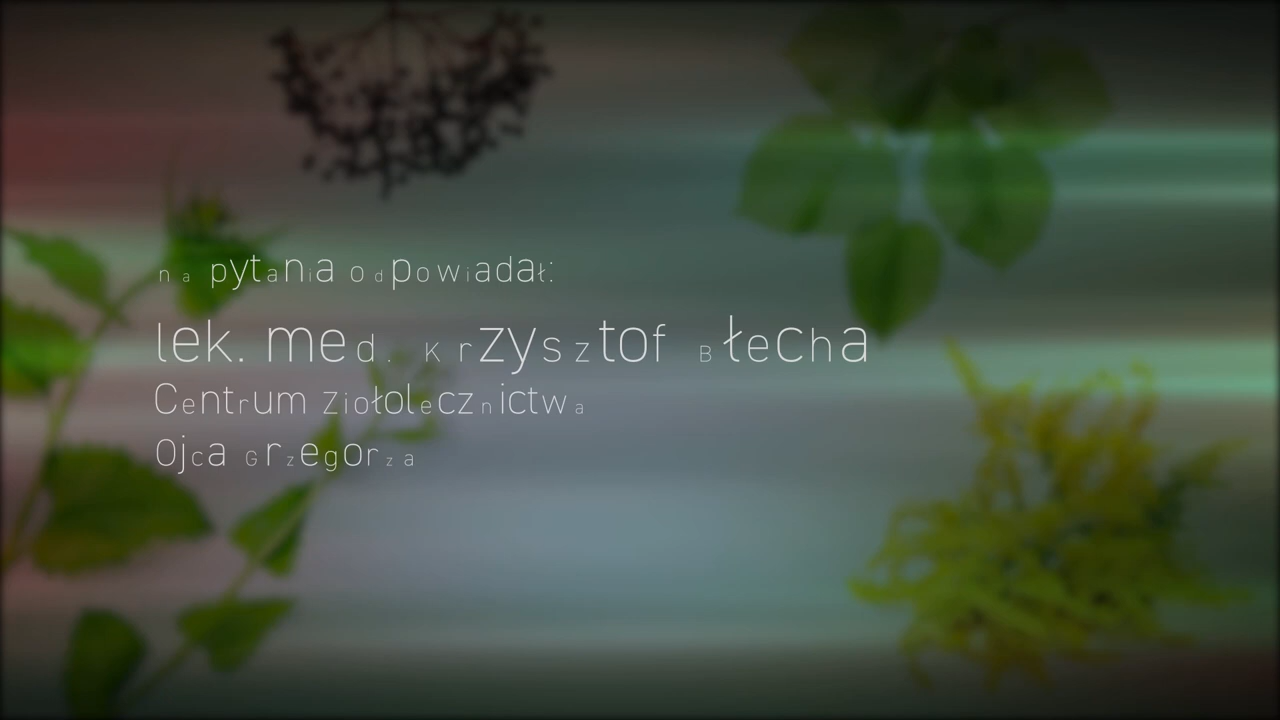 na pytania odpowiadał:
lek. med. Krzysztof Błecha
Centrum Ziołolecznictwa
Ojca Grzegorza